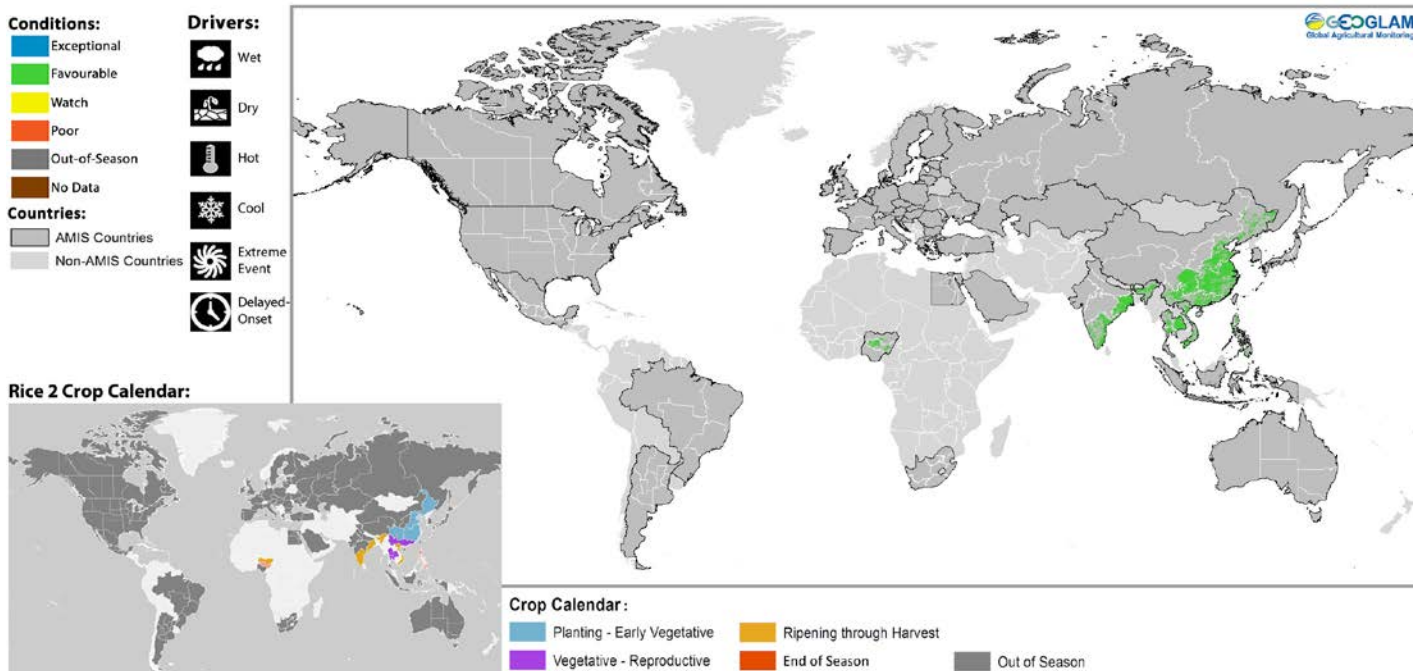 Conditions:
Exceptional
Favourable
Watch
Poor
Out-of-Season
No Data
Countries:
AMIS Countries
Non-AMIS Countries
Drivers:
Wet
Dry
Hot
Cool
Extreme
Event
Delayed-
Onset
GEOGLAM
Global Agricultural Monitoring
Rice 2 Crop Calendar:
Crop Calendar :
Planting - Early Vegetative
Ripening through Harvest
Vegetative - Reproductive
End of Season
Out of Season